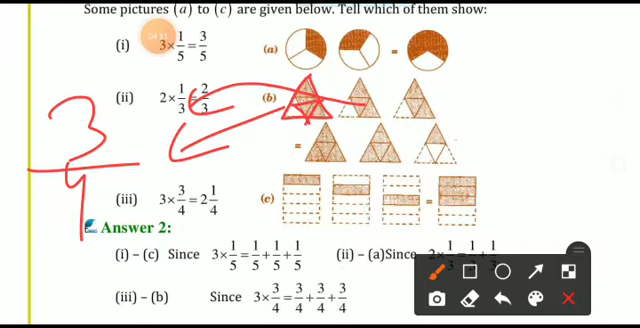 Some pictures (a) to (c) are given below. Tell which of them show:
(i) 3×1/5=3/5 (a) =
(ii) 2×1/3=2/3 (b)
=
3/4
(iii) 3×3/4=2 1/4 (c) =
Answer 2:
(i) – (c) Since 3×1/5=1/5+1/5+1/5 (ii) – (a)Since 2×1/3=1/3+1/3
(iii) – (b) Since 3×3/4=3/4+3/4+3/4